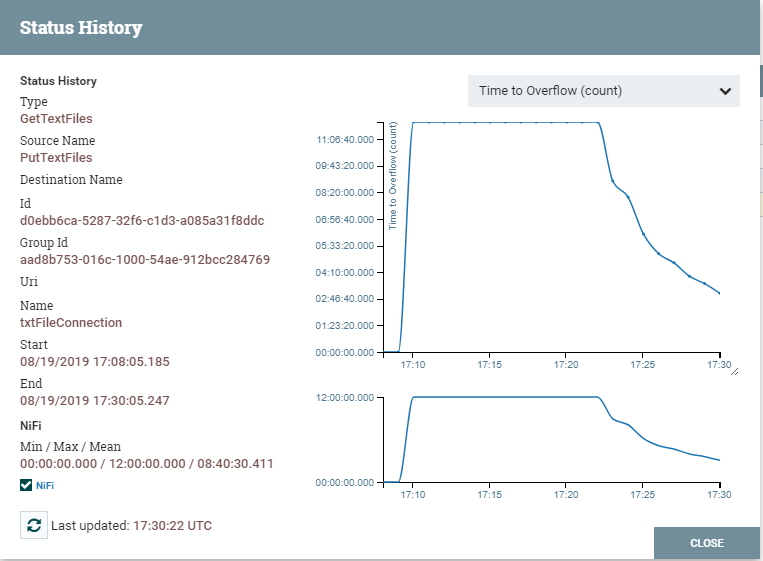 Status History
Status History
Type
GetTextFiles
Source Name
PutTextFiles
Destination Name
Id
d0ebb6ca-5287-32f6-c1d3-a085a31f8ddc
Group Id
aad8b753-016c-1000-54ae-912bcc284769
Uri
Name
txtFileConnection
Start
08/19/2019 17:08:05.185
End
08/19/2019 17:30:05.247
NiFi
Min / Max / Mean
00:00:00.000 / 12:00:00.000 / 08:40:30.411
NiFi
Last updated: 17:30:22 UTC
Time to Overflow (count)
Time to Overflow (count)
11:06:40.000
09:43:20.000
08:20:00.000
06:56:40.000
05:33:20.000
04:10:00.000
02:46:40.000
01:23:20.000
00:00:00.000
17:10 17:15 17:20 17:25 17:30
12:00:00.000
00:00:00.000
17:10 17:15 17:20 17:25 17:30
CLOSE